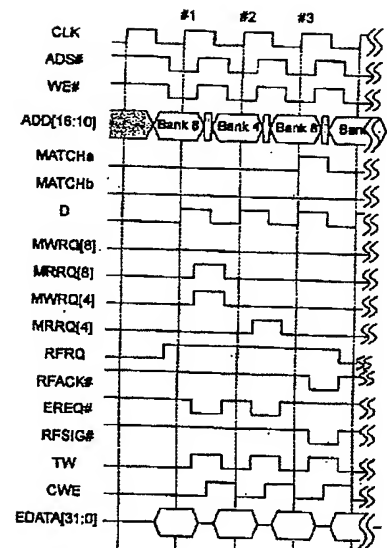 #1 #2 #3
CLK
ADS#
WE#
ADD[16:10] Bank 8 Bank 4 Bank 8
MATCHa
MATCHb
D
MWRQ[8]
MRRQ[8]
MWRQ[4]
MRRQ[4]
RFRQ
RFACK#
EREQ#
RFSIG#
TW
CWE
EDATA[31:0]